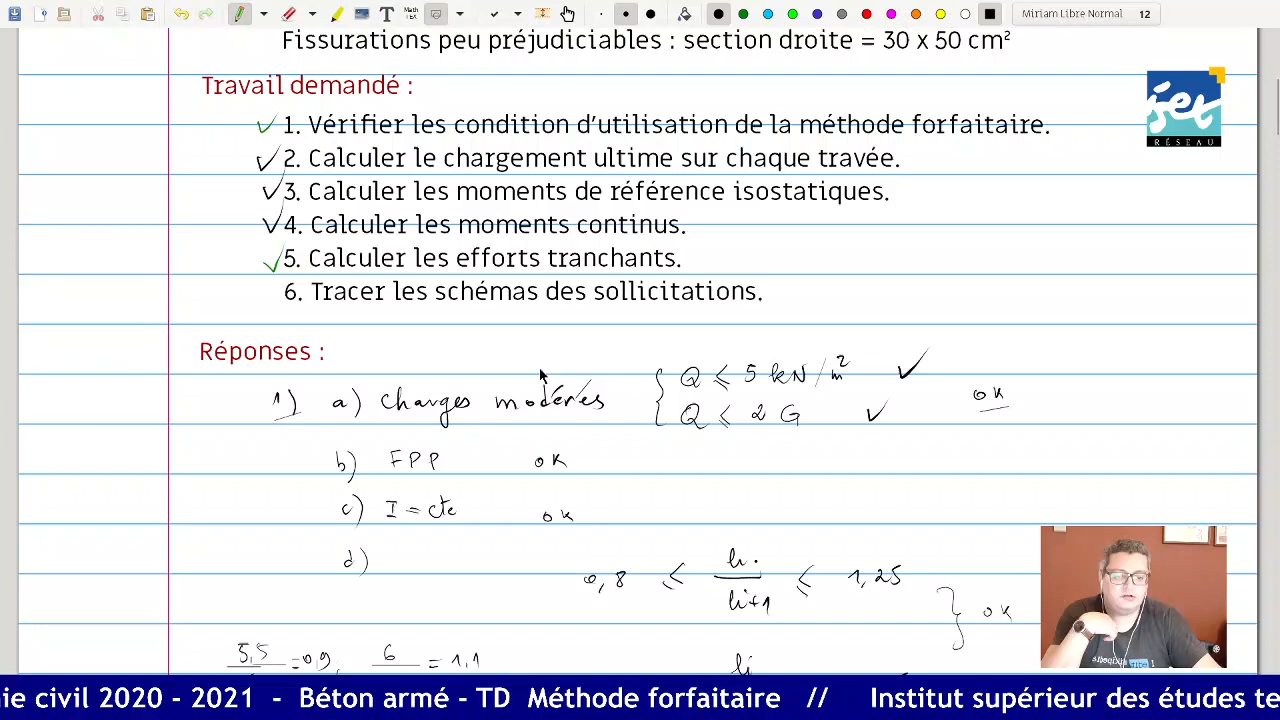 Miriam Libre Normal 12
Fissurations peu préjudiciables : section droite = 30 x 50 cm²
Travail demandé :
1. Vérifier les condition d'utilisation de la méthode forfaitaire.
2. Calculer le chargement ultime sur chaque travée.
3. Calculer les moments de référence isostatiques.
4. Calculer les moments continus.
5. Calculer les efforts tranchants.
6. Tracer les schémas des sollicitations.
iset
RÉSEAU
Réponses :
1) a) Charges modérés { Q ⩽ 5 kN/m² ✓
Q ⩽ 2 G ✓ ok
b) FPP ok
c) I = cte ok
d) 0,8 ⩽ li / li+1 ⩽ 1,25 } ok
5,5 = 0,9, 6 = 1,1 li
ie civil 2020 - 2021 - Béton armé - TD Méthode forfaitaire // Institut supérieur des études te